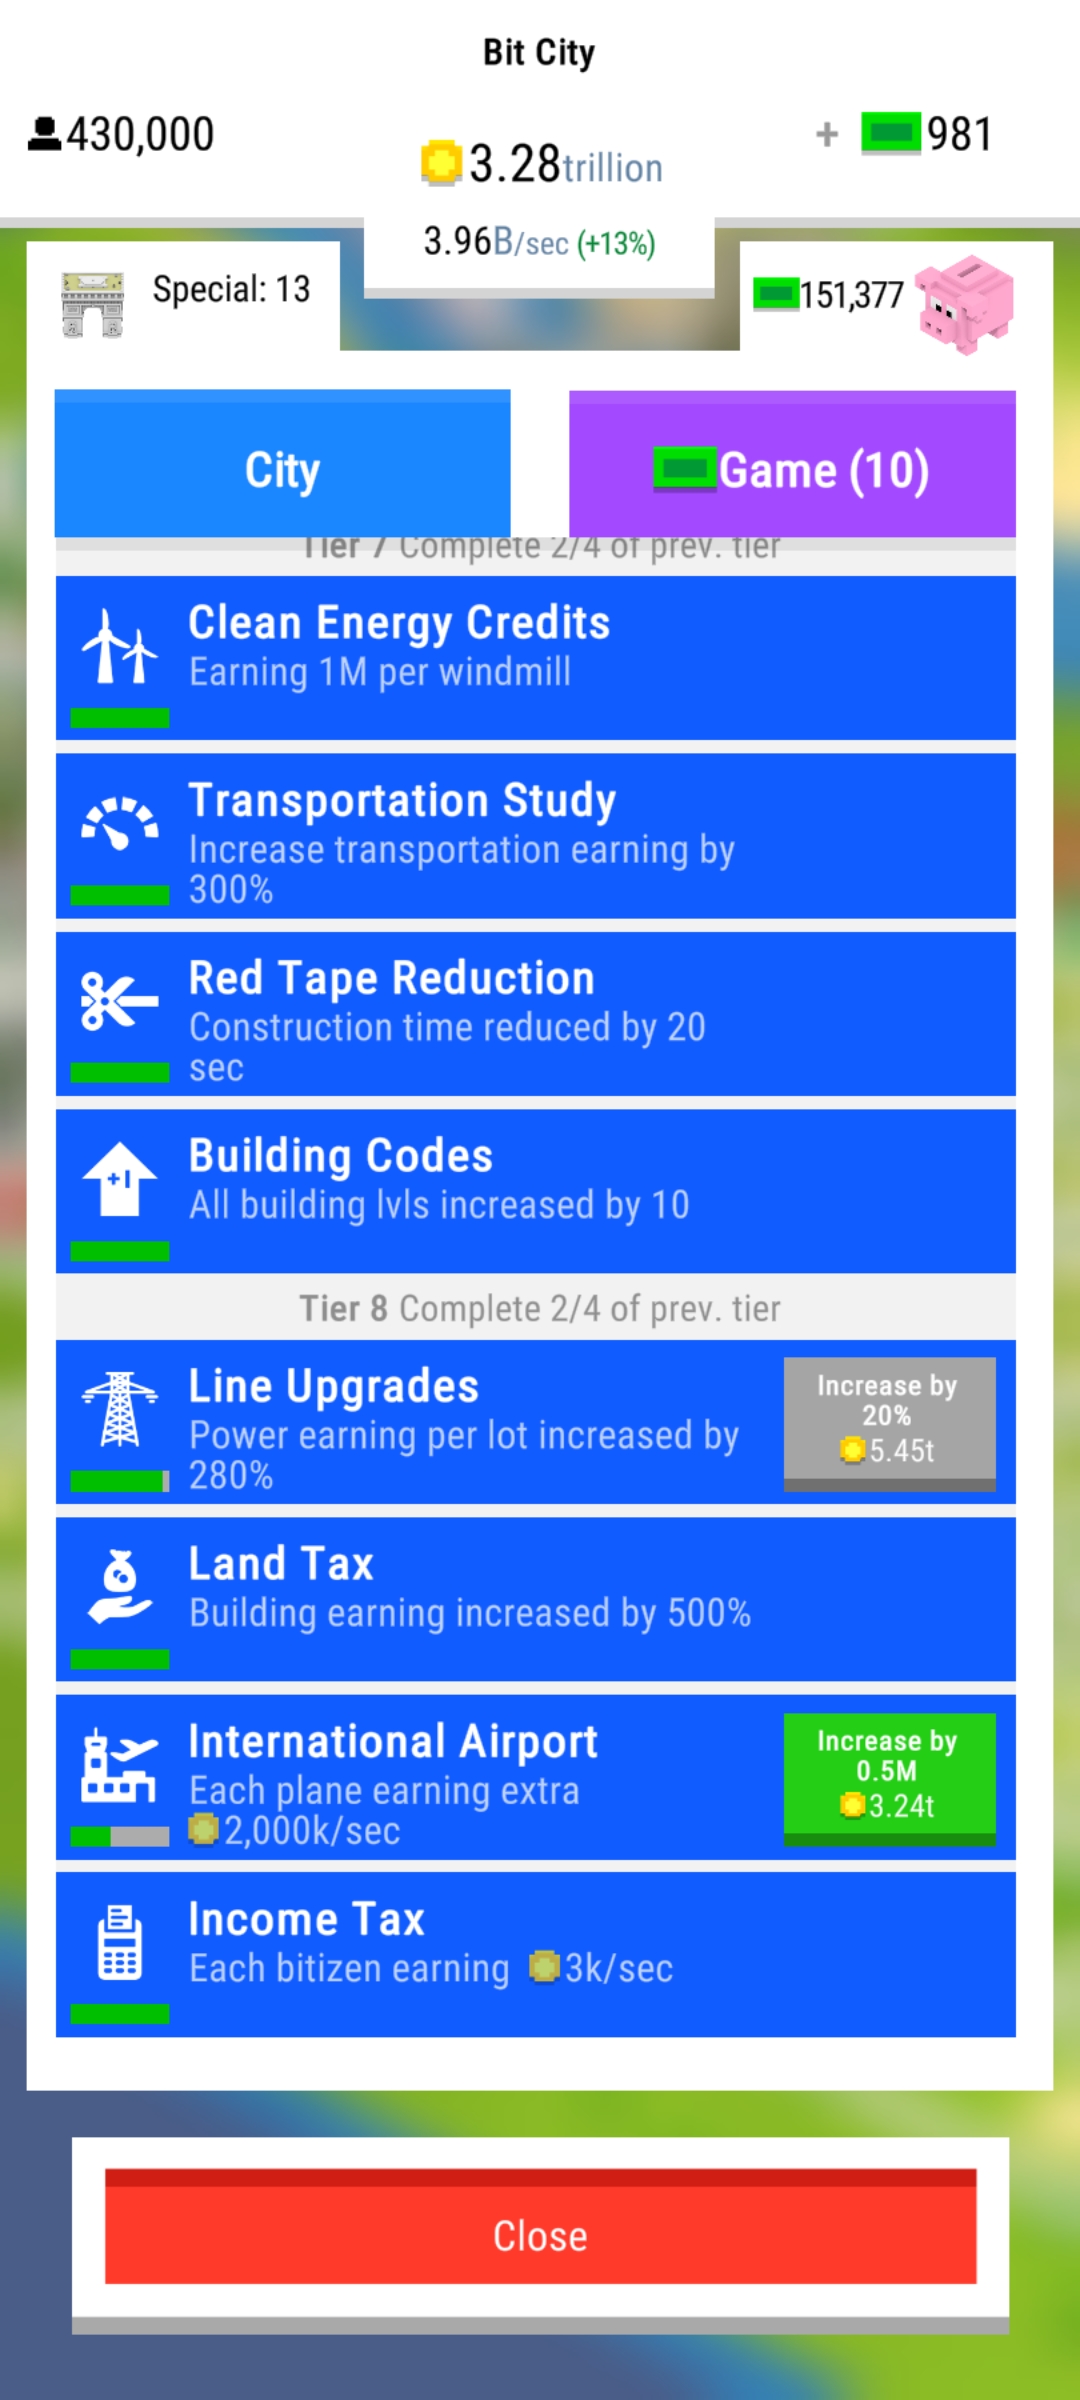 Bit City
430,000
3.28trillion
+ 981
3.96B/sec (+13%)
Special: 13
151,377
City
Game (10)
Tier 7 Complete 2/4 of prev. tier
Clean Energy Credits
Earning 1M per windmill
Transportation Study
Increase transportation earning by
300%
Red Tape Reduction
Construction time reduced by 20
sec
+1
Building Codes
All building lvls increased by 10
Tier 8 Complete 2/4 of prev. tier
Line Upgrades
Power earning per lot increased by
280%
Increase by
20%
5.45t
Land Tax
Building earning increased by 500%
International Airport
Each plane earning extra
2,000k/sec
Increase by
0.5M
3.24t
Income Tax
Each bitizen earning 3k/sec
Close